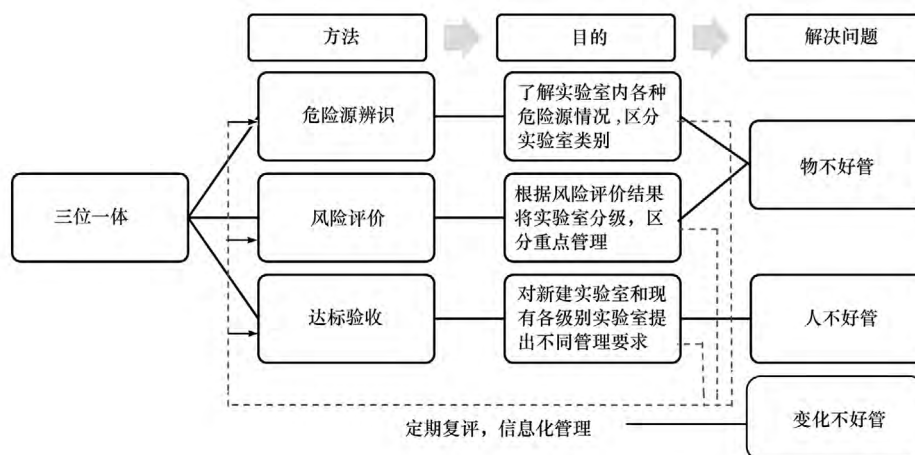 方法
目的
解决问题
危险源辨识
了解实验室内各种
危险源情况,区分
实验室类别
物不好管
三位一体
风险评价
根据风险评价结果
将实验室分级，区
分重点管理
达标验收
对新建实验室和现
有各级别实验室提
出不同管理要求
人不好管
定期复评，信息化管理
变化不好管